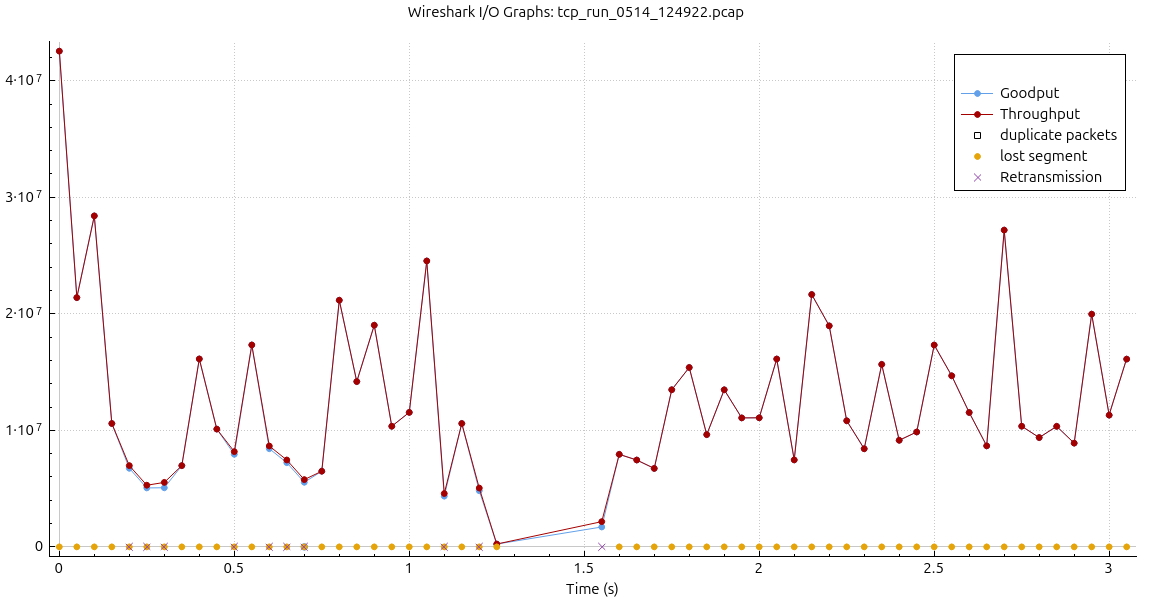 Wireshark I/O Graphs: tcp_run_0514_124922.pcap
4·10⁷
3·10⁷
2·10⁷
1·10⁷
0
Goodput
Throughput
duplicate packets
lost segment
Retransmission
0 0.5 1 1.5 2 2.5 3
Time (s)